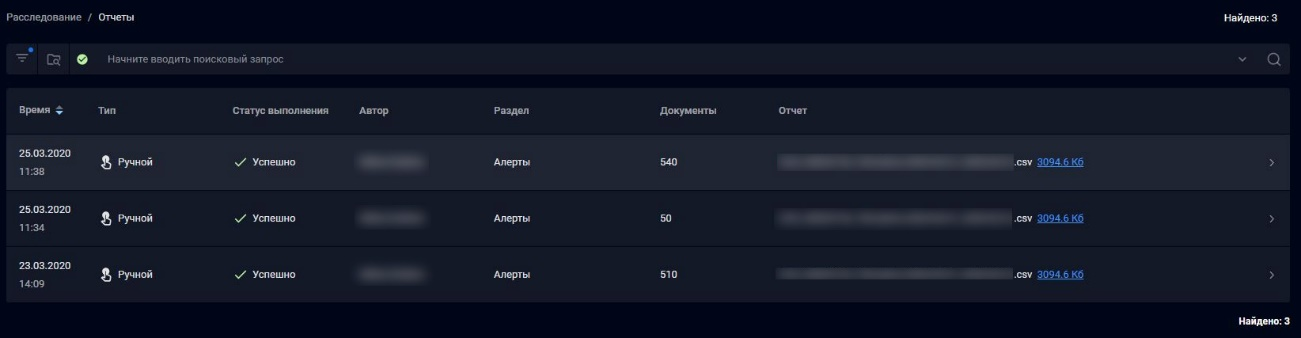 Расследование / Отчеты
Найдено: 3
Начните вводить поисковый запрос
Время Тип Статус выполнения Автор Раздел Документы Отчет
25.03.2020
11:38
Ручной Успешно Алерты 540 .csv 3094.6 Кб
25.03.2020
11:34
Ручной Успешно Алерты 50 .csv 3094.6 Кб
23.03.2020
14:09
Ручной Успешно Алерты 510 .csv 3094.6 Кб
Найдено: 3